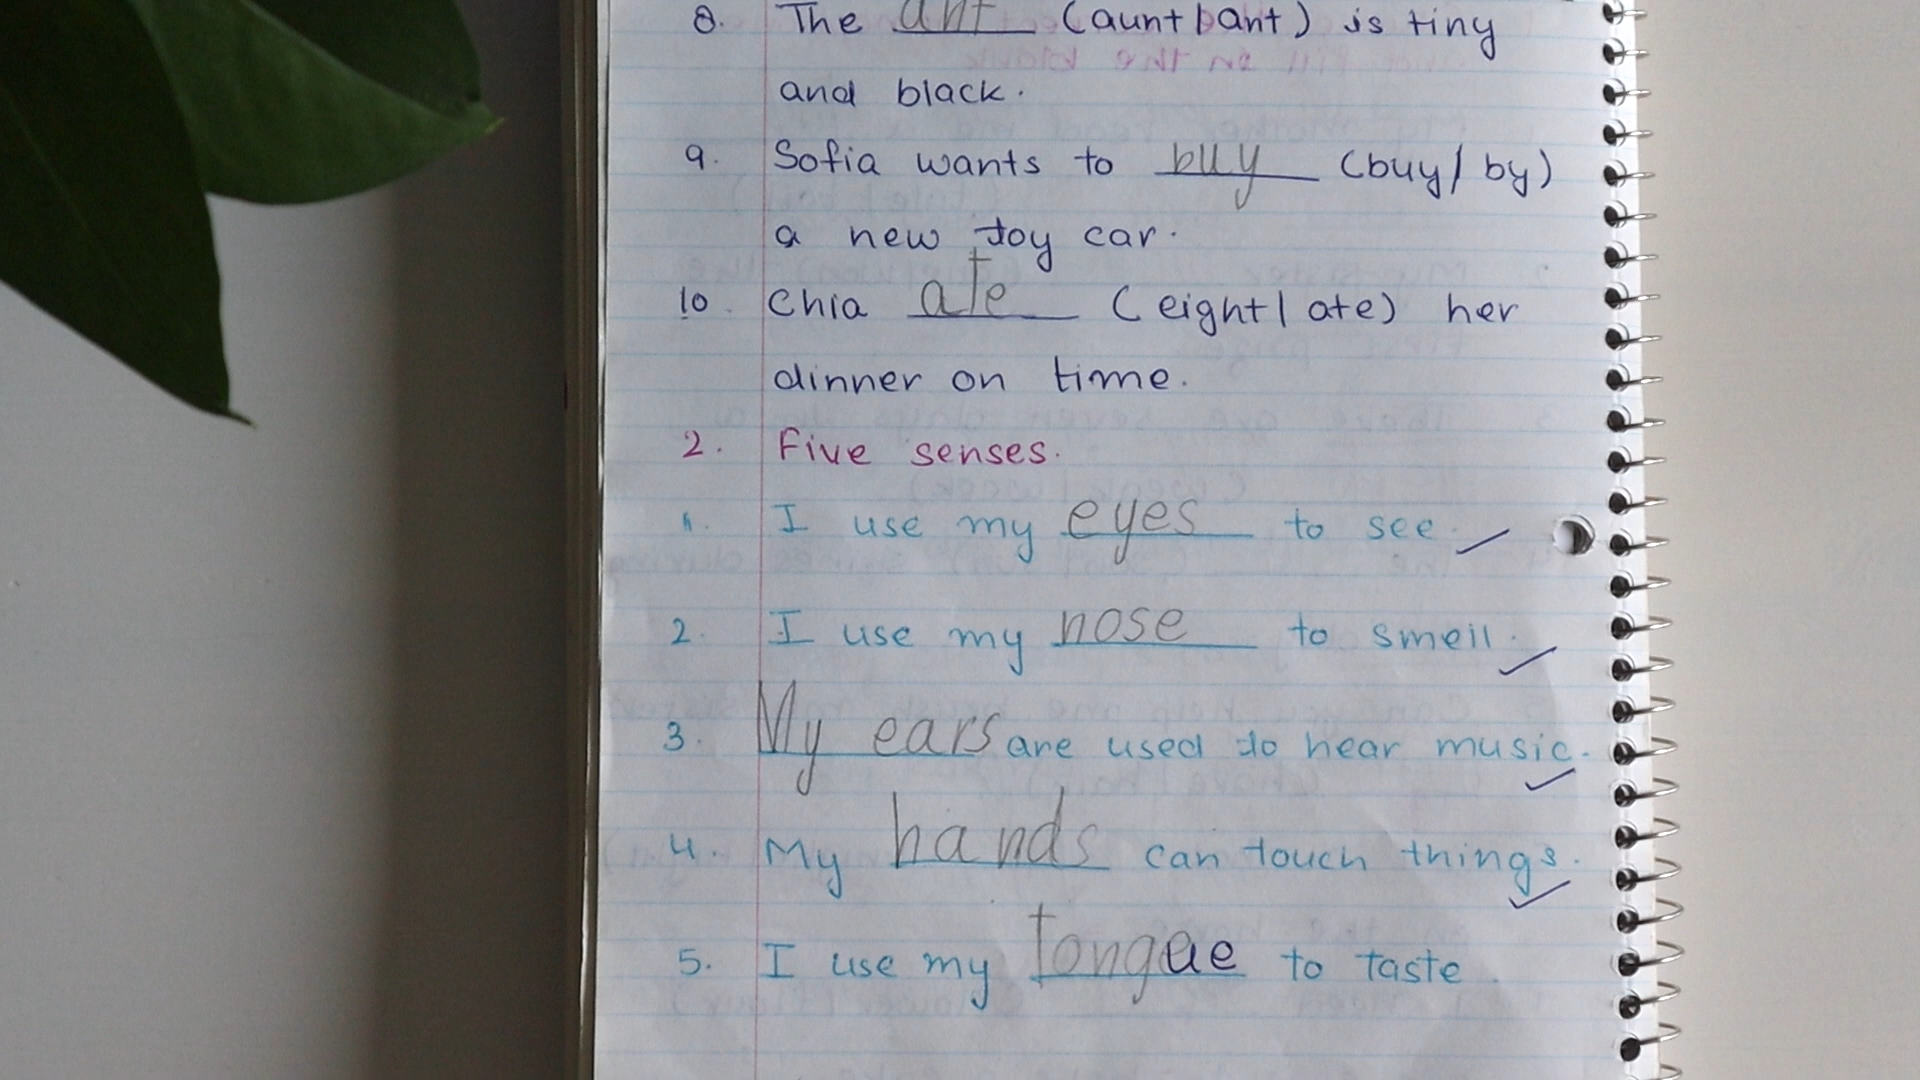 8. The ant (aunt/ant) is tiny
and black.
9. Sofia wants to buy (buy/by)
a new toy car.
10. Chia ate (eight/ate) her
dinner on time.
2. Five senses.
1. I use my eyes to see.
2. I use my nose to smell.
3. My ears are used to hear music.
4. My hands can touch things.
5. I use my tongue to taste.